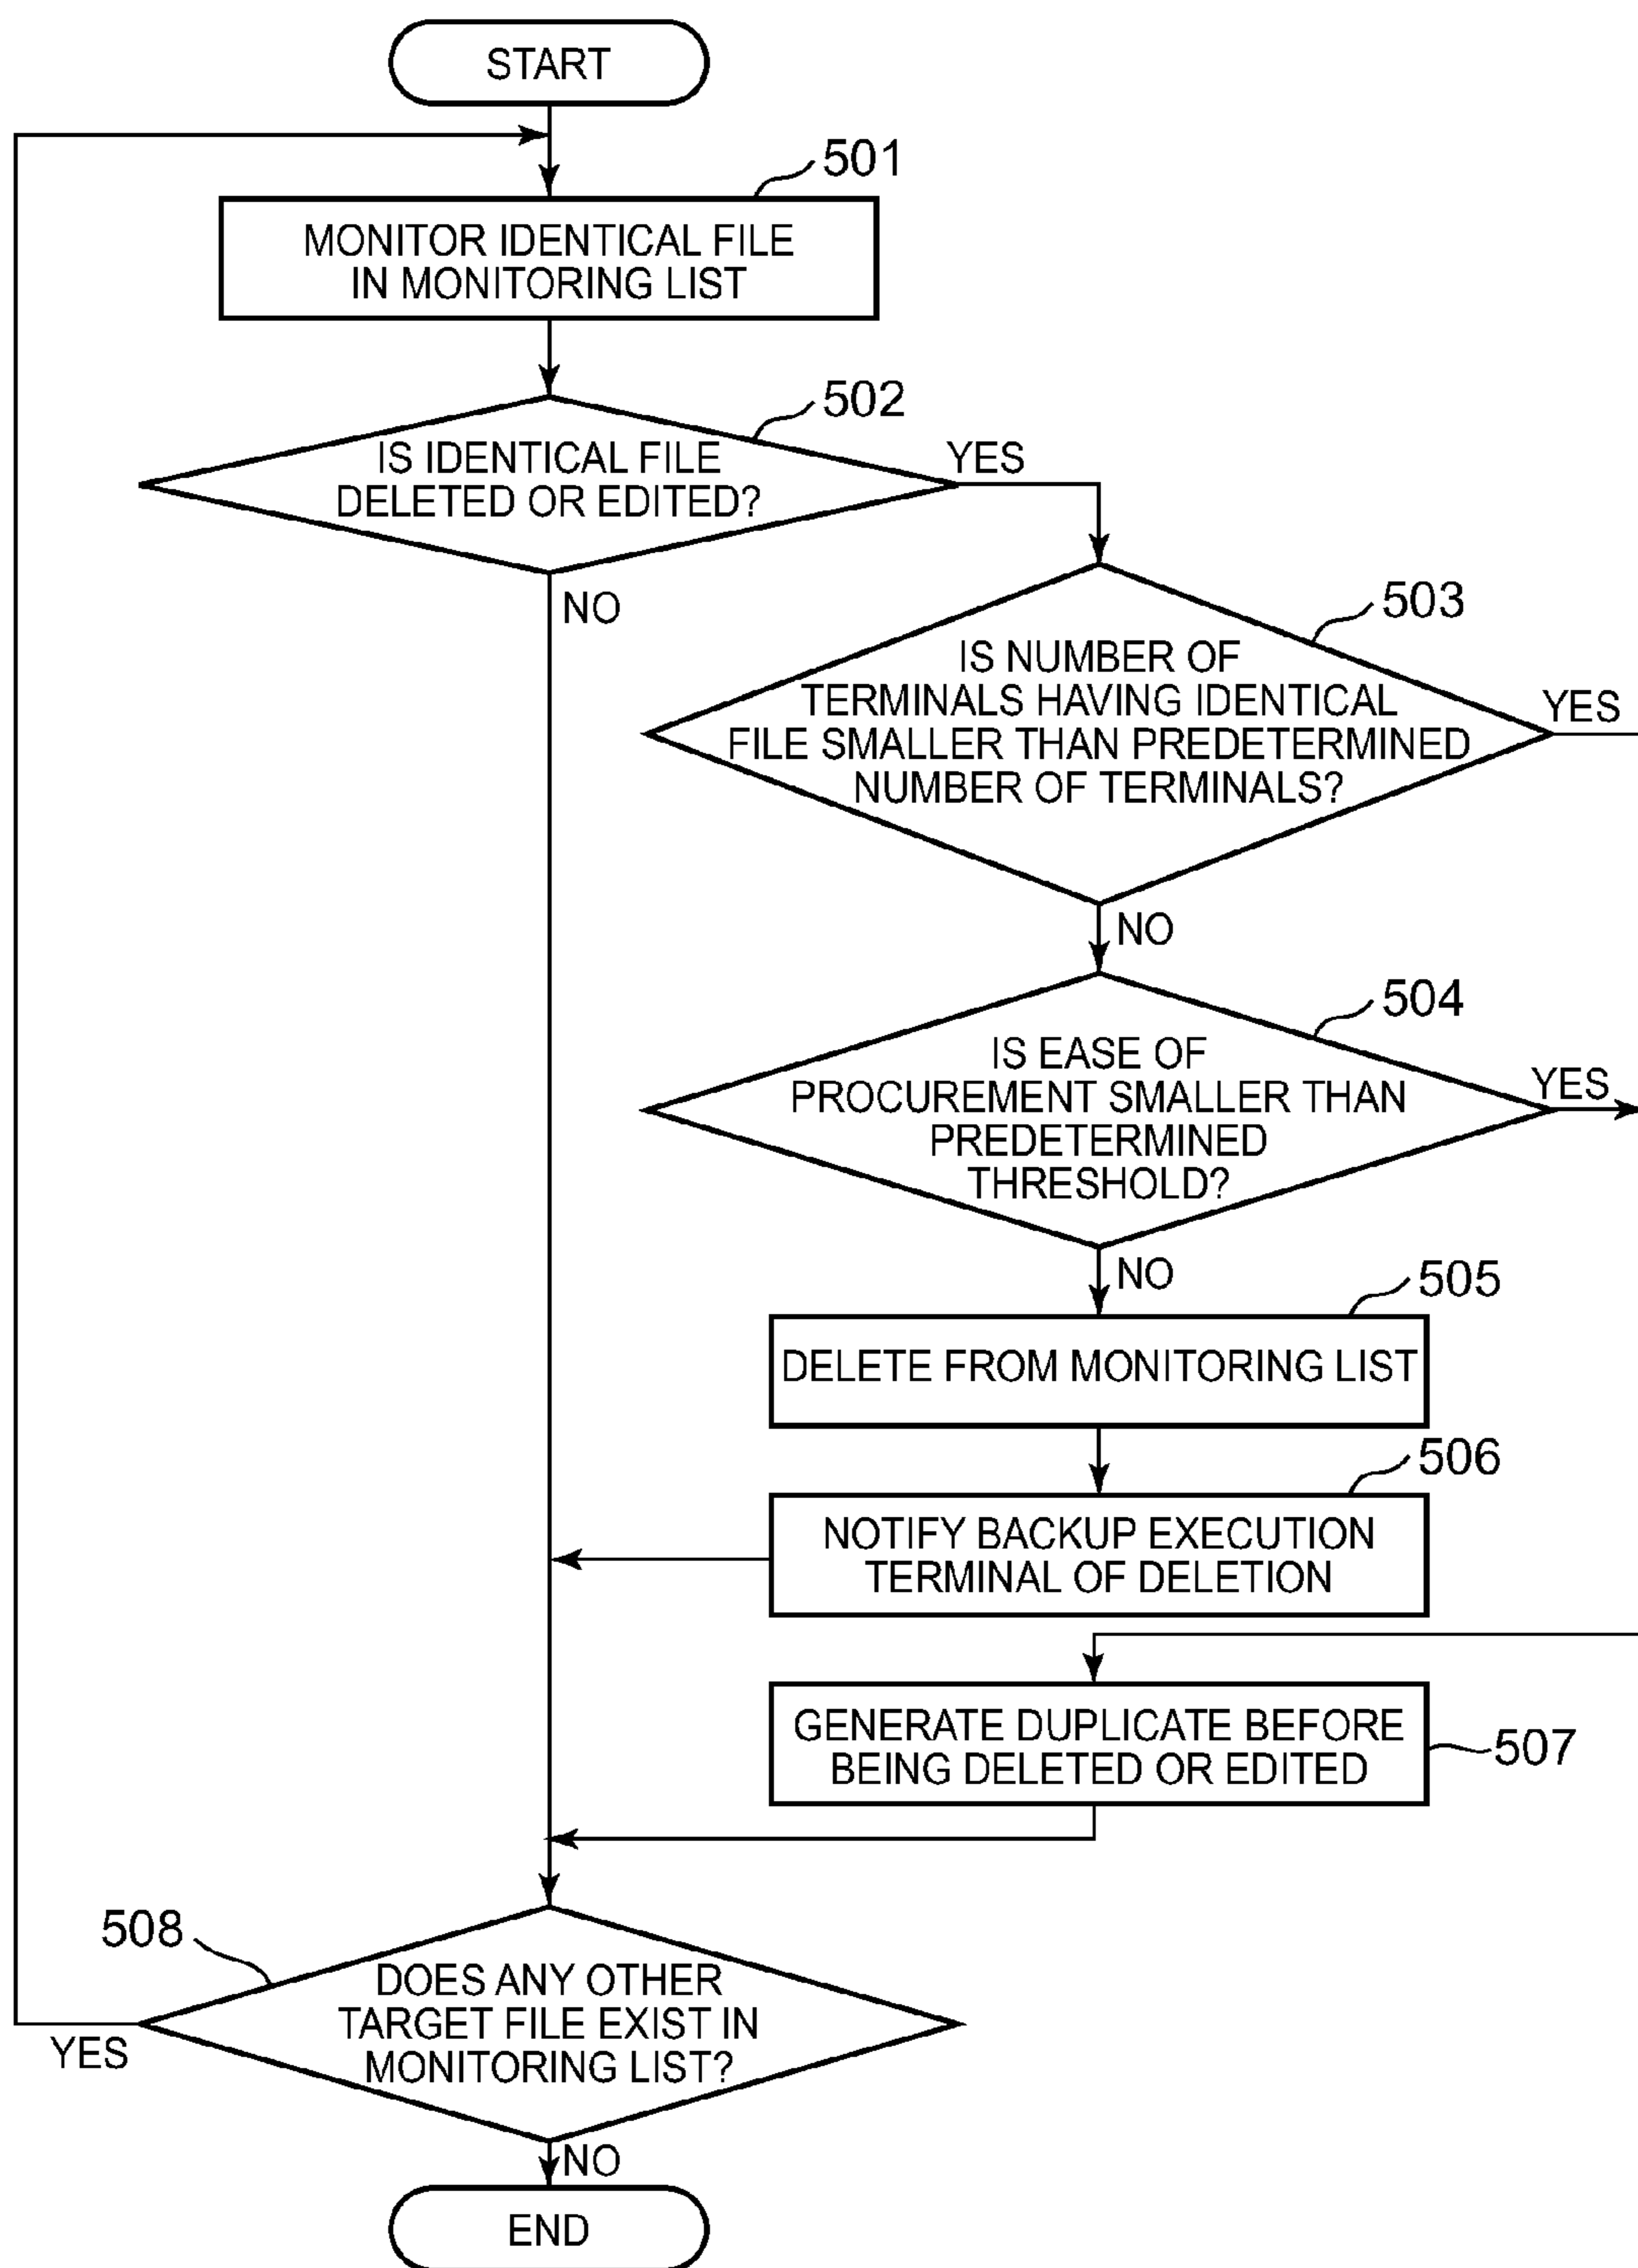 START
501
MONITOR IDENTICAL FILE
IN MONITORING LIST
502
IS IDENTICAL FILE
DELETED OR EDITED?
YES
NO
503
IS NUMBER OF
TERMINALS HAVING IDENTICAL
FILE SMALLER THAN PREDETERMINED
NUMBER OF TERMINALS?
YES
NO
504
IS EASE OF
PROCUREMENT SMALLER THAN
PREDETERMINED
THRESHOLD?
YES
NO
505
DELETE FROM MONITORING LIST
506
NOTIFY BACKUP EXECUTION
TERMINAL OF DELETION
GENERATE DUPLICATE BEFORE
BEING DELETED OR EDITED
507
508
DOES ANY OTHER
TARGET FILE EXIST IN
MONITORING LIST?
YES
NO
END